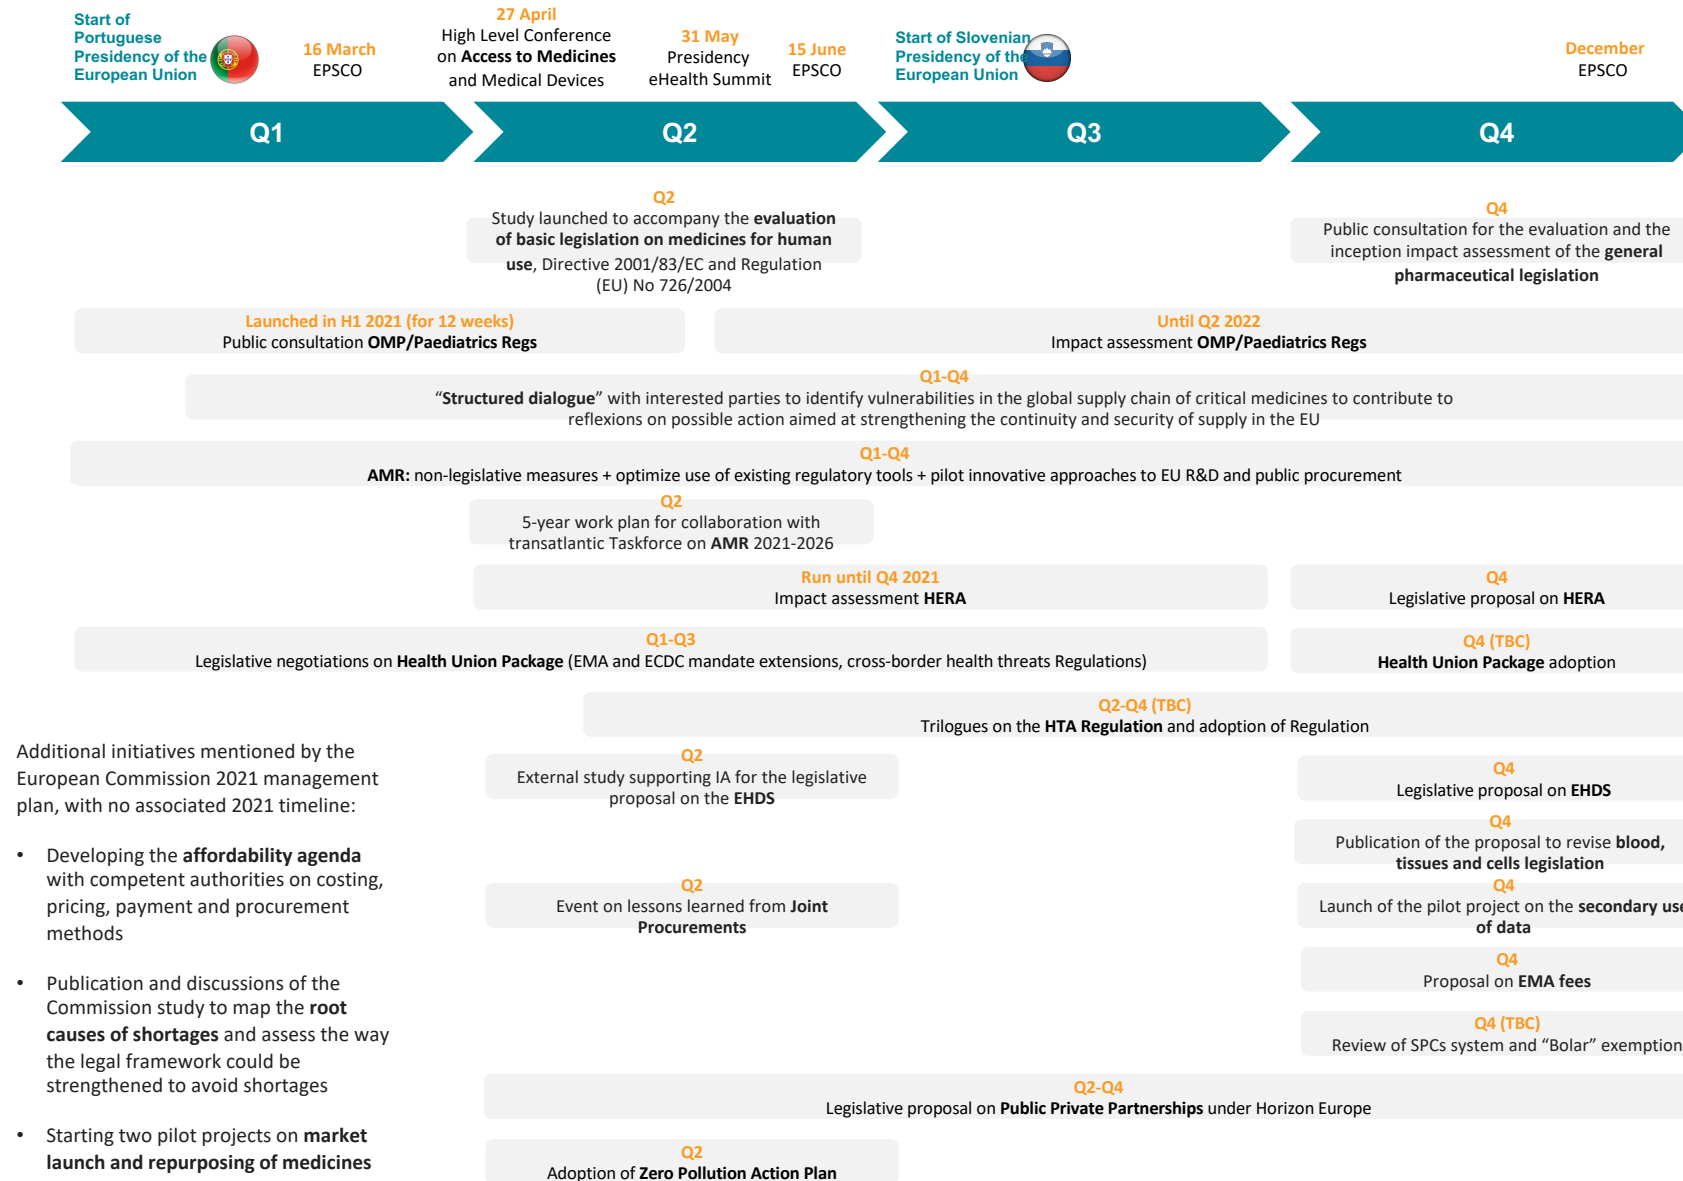 Start of
Portuguese
Presidency of the
European Union
16 March
EPSCO
27 April
High Level Conference
on Access to Medicines
and Medical Devices
31 May
Presidency
eHealth Summit
15 June
EPSCO
Start of Slovenian
Presidency of the
European Union
December
EPSCO
Q1
Q2
Q3
Q4
Q2
Study launched to accompany the evaluation
of basic legislation on medicines for human
use, Directive 2001/83/EC and Regulation
(EU) No 726/2004
Q4
Public consultation for the evaluation and the
inception impact assessment of the general
pharmaceutical legislation
Launched in H1 2021 (for 12 weeks)
Public consultation OMP/Paediatrics Regs
Until Q2 2022
Impact assessment OMP/Paediatrics Regs
Q1-Q4
“Structured dialogue” with interested parties to identify vulnerabilities in the global supply chain of critical medicines to contribute to
reflexions on possible action aimed at strengthening the continuity and security of supply in the EU
Q1-Q4
AMR: non-legislative measures + optimize use of existing regulatory tools + pilot innovative approaches to EU R&D and public procurement
Q2
5-year work plan for collaboration with
transatlantic Taskforce on AMR 2021-2026
Run until Q4 2021
Impact assessment HERA
Q4
Legislative proposal on HERA
Q1-Q3
Legislative negotiations on Health Union Package (EMA and ECDC mandate extensions, cross-border health threats Regulations)
Q4 (TBC)
Health Union Package adoption
Q2-Q4 (TBC)
Trilogues on the HTA Regulation and adoption of Regulation
Q2
External study supporting IA for the legislative
proposal on the EHDS
Q4
Legislative proposal on EHDS
Q4
Publication of the proposal to revise blood,
tissues and cells legislation
Q2
Event on lessons learned from Joint
Procurements
Q4
Launch of the pilot project on the secondary use
of data
Q4
Proposal on EMA fees
Q4 (TBC)
Review of SPCs system and “Bolar” exemption
Q2-Q4
Legislative proposal on Public Private Partnerships under Horizon Europe
Q2
Adoption of Zero Pollution Action Plan
Additional initiatives mentioned by the
European Commission 2021 management
plan, with no associated 2021 timeline:
• Developing the affordability agenda
with competent authorities on costing,
pricing, payment and procurement
methods
• Publication and discussions of the
Commission study to map the root
causes of shortages and assess the way
the legal framework could be
strengthened to avoid shortages
• Starting two pilot projects on market
launch and repurposing of medicines